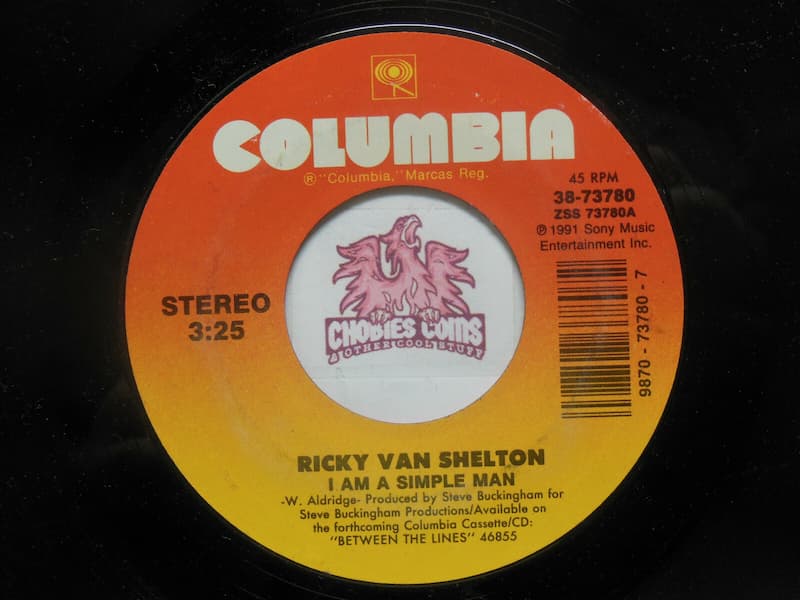 COLUMBIA
® "Columbia," Marcas Reg.
45 RPM
38-73780
ZSS 73780A
℗ 1991 Sony Music
Entertainment Inc.
STEREO
3:25
9870 - 73780 - 7
CHOBIES COINS
& OTHER COOL STUFF
RICKY VAN SHELTON
I AM A SIMPLE MAN
-W. Aldridge- Produced by Steve Buckingham for
Steve Buckingham Productions/Available on
the forthcoming Columbia Cassette/CD:
"BETWEEN THE LINES" 46855